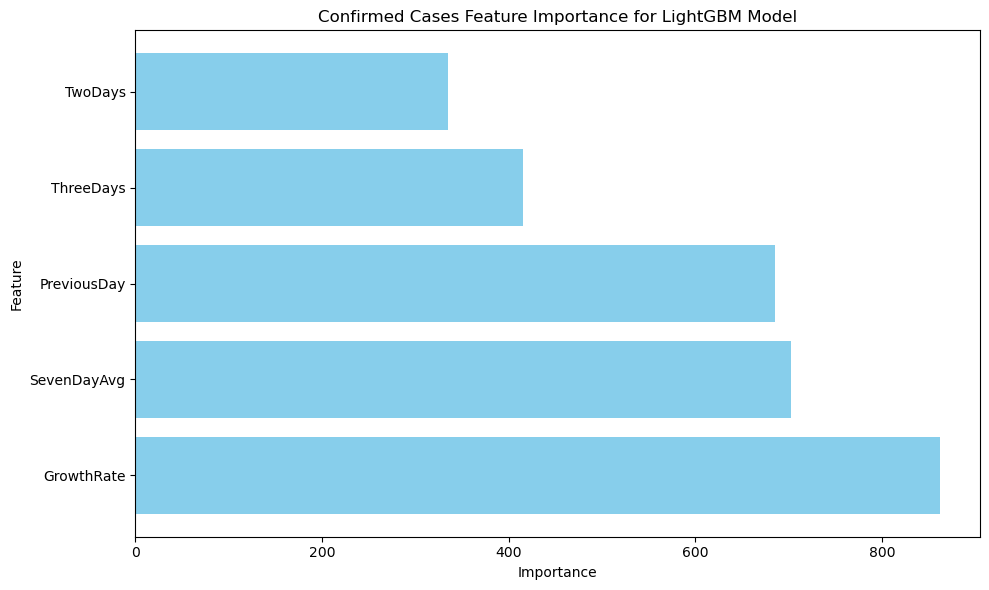 Confirmed Cases Feature Importance for LightGBM Model
Feature
TwoDays
ThreeDays
PreviousDay
SevenDayAvg
GrowthRate
0 200 400 600 800
Importance